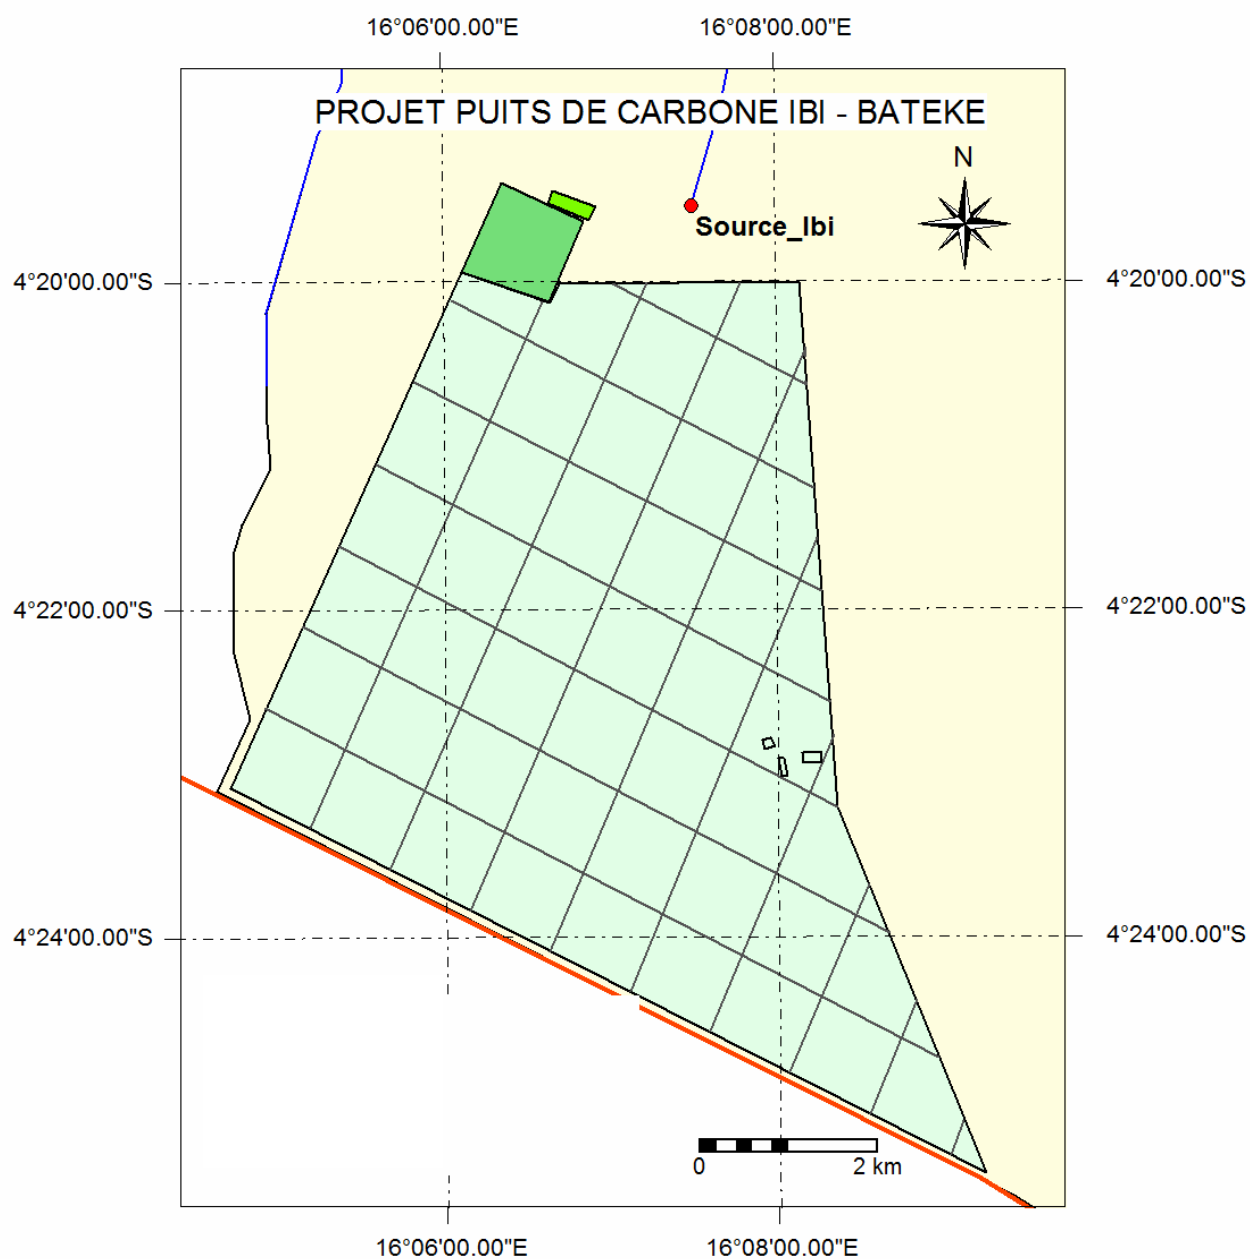 16°06'00.00"E 16°08'00.00"E
PROJET PUITS DE CARBONE IBI - BATEKE
N
Source_Ibi
4°20'00.00"S 4°20'00.00"S
4°22'00.00"S 4°22'00.00"S
4°24'00.00"S 4°24'00.00"S
0 2 km
16°06'00.00"E 16°08'00.00"E